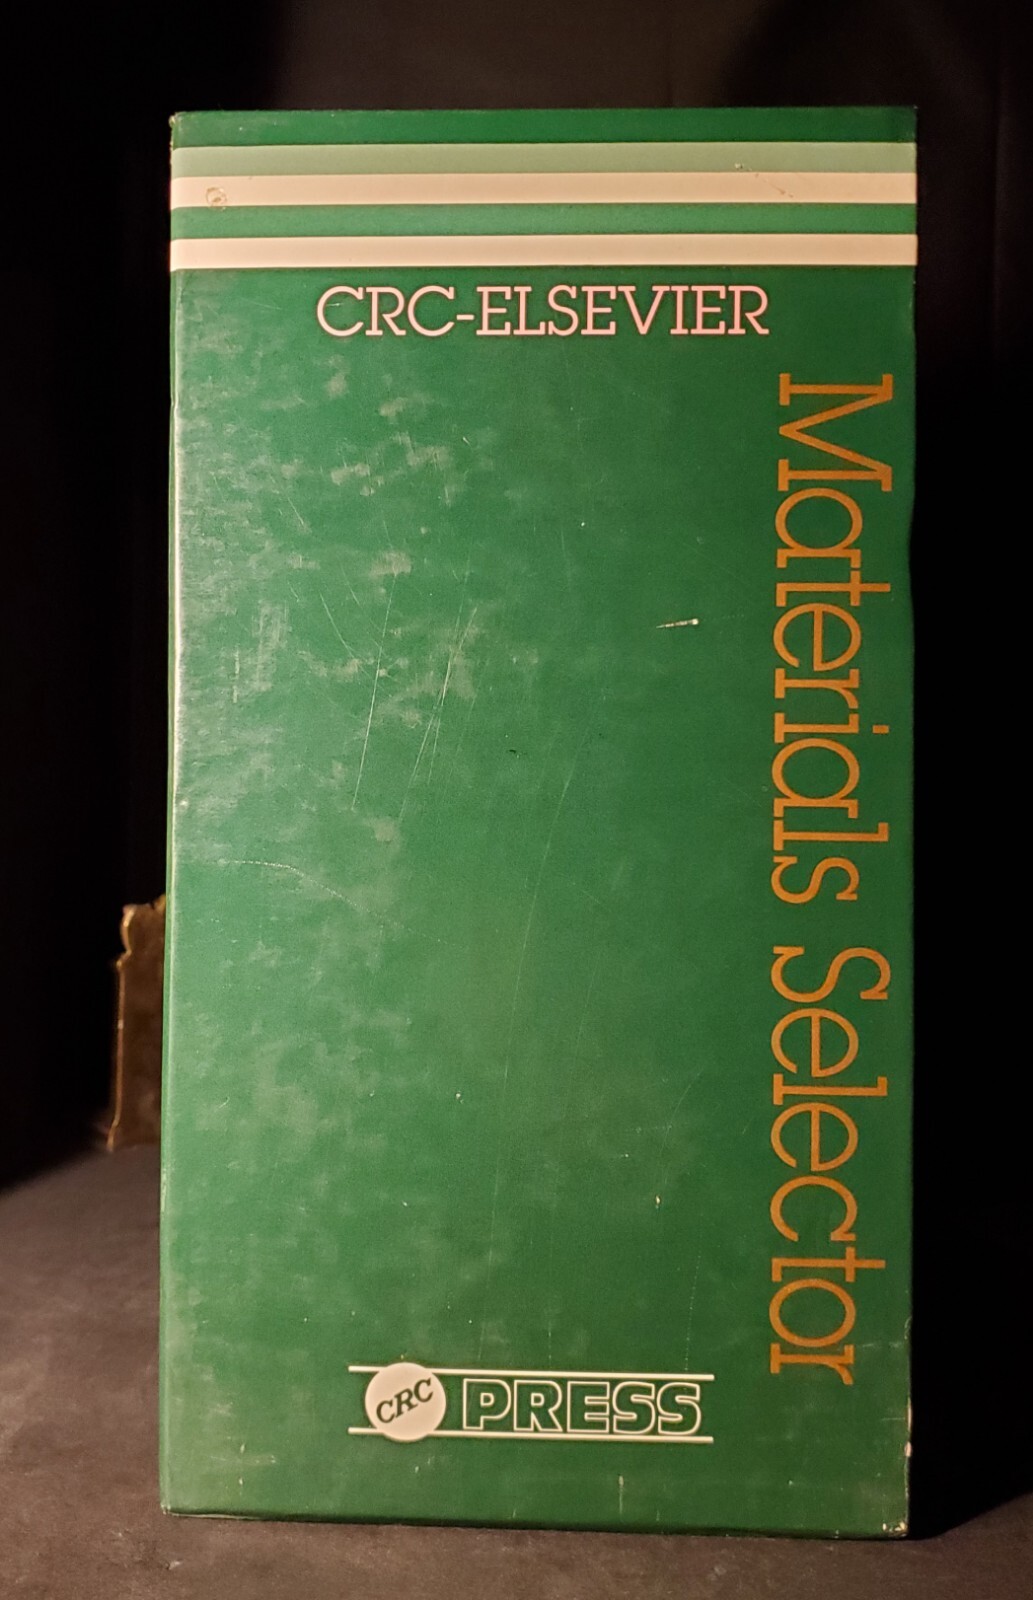 CRC-ELSEVIER
Materials Selector
CRC PRESS